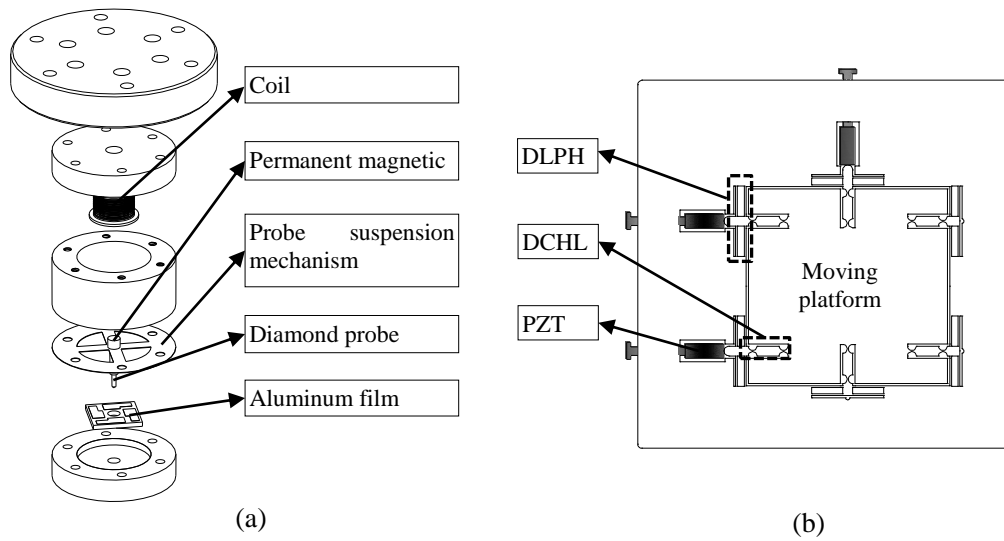 Coil
Permanent magnetic
Probe suspension
mechanism
Diamond probe
Aluminum film
(a)
DLPH
DCHL
PZT
Moving
platform
(b)